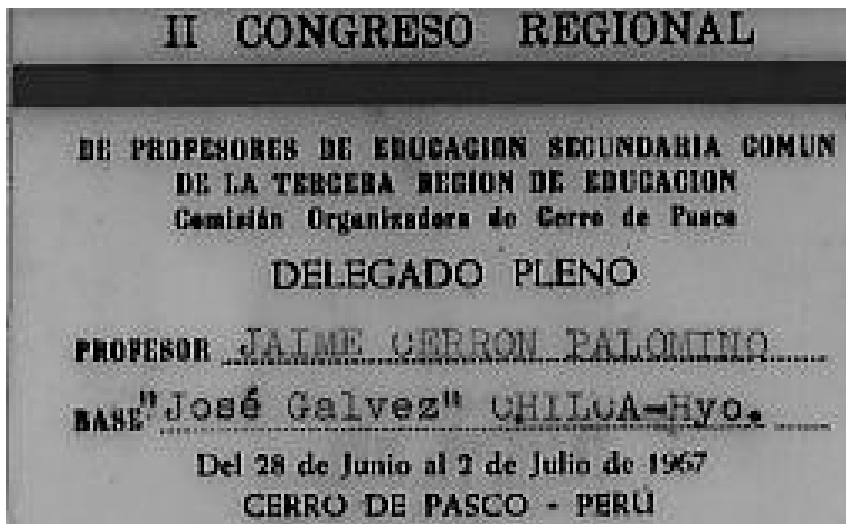 II CONGRESO REGIONAL
DE PROFESORES DE EDUCACION SECUNDARIA COMUN
DE LA TERCERA REGION DE EDUCACION
Comisión Organizadora de Cerro de Pasco
DELEGADO PLENO
PROFESOR JAIME CERRON PALOMINO
BASE "José Galvez" CHILCA-Hyo.
Del 28 de Junio al 2 de Julio de 1967
CERRO DE PASCO - PERÚ